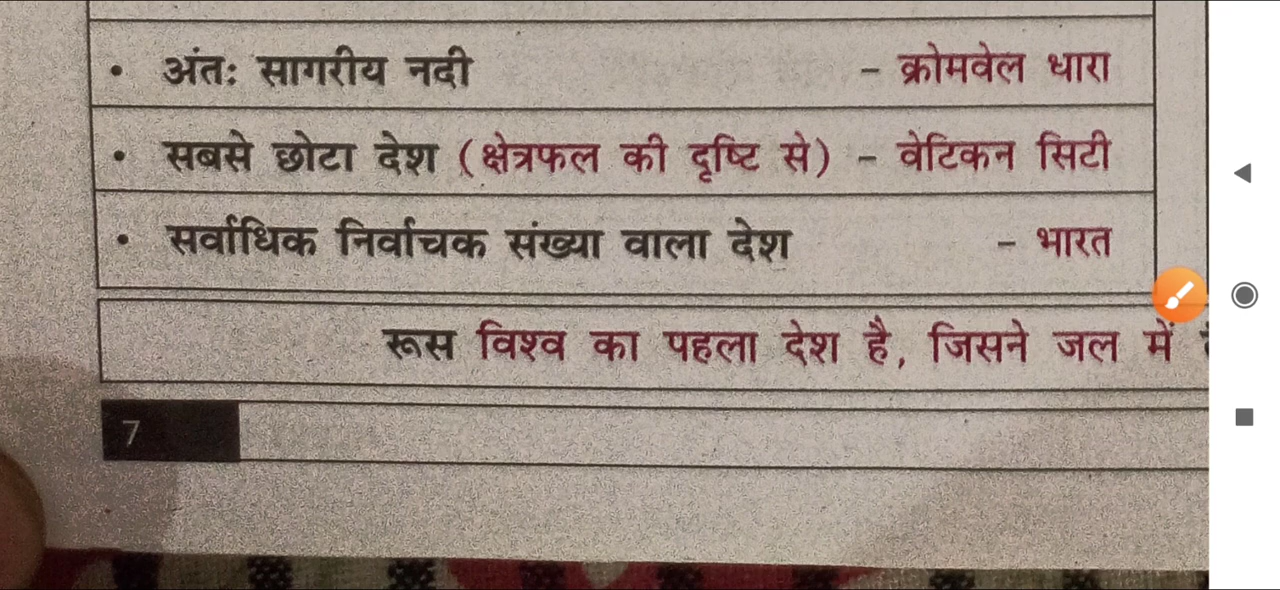 • अंतः सागरीय नदी - क्रोमवेल धारा
• सबसे छोटा देश (क्षेत्रफल की दृष्टि से) - वेटिकन सिटी
• सर्वाधिक निर्वाचक संख्या वाला देश - भारत
रूस विश्व का पहला देश है, जिसने जल में
7